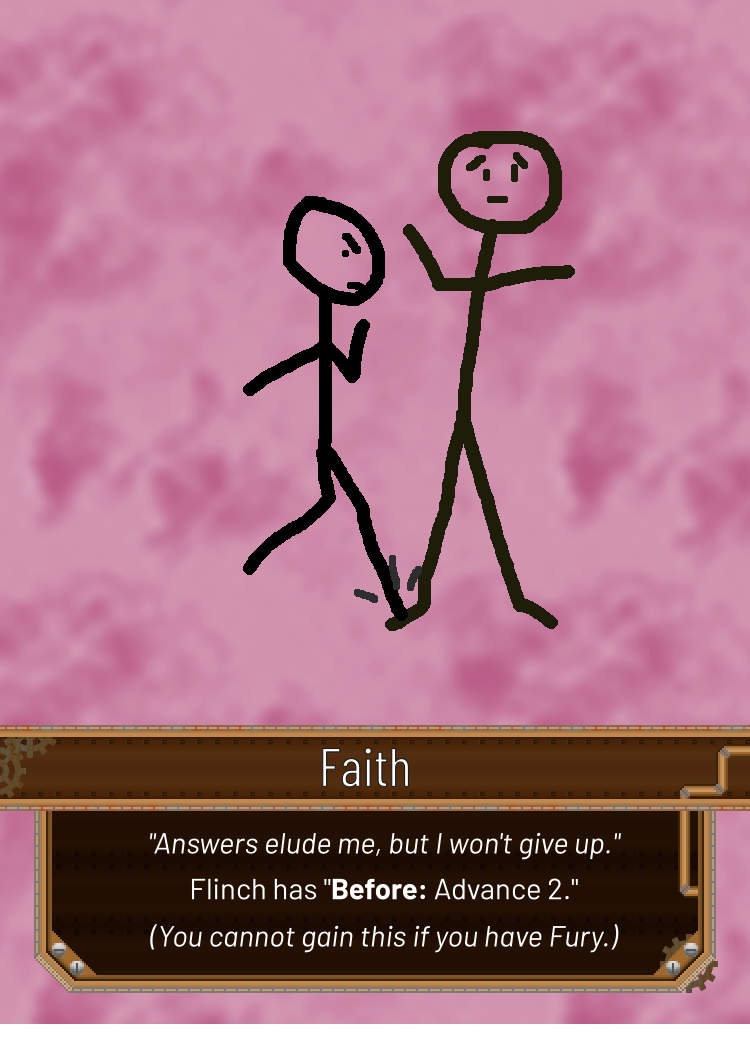 Faith
"Answers elude me, but I won't give up."
Flinch has "Before: Advance 2."
(You cannot gain this if you have Fury.)